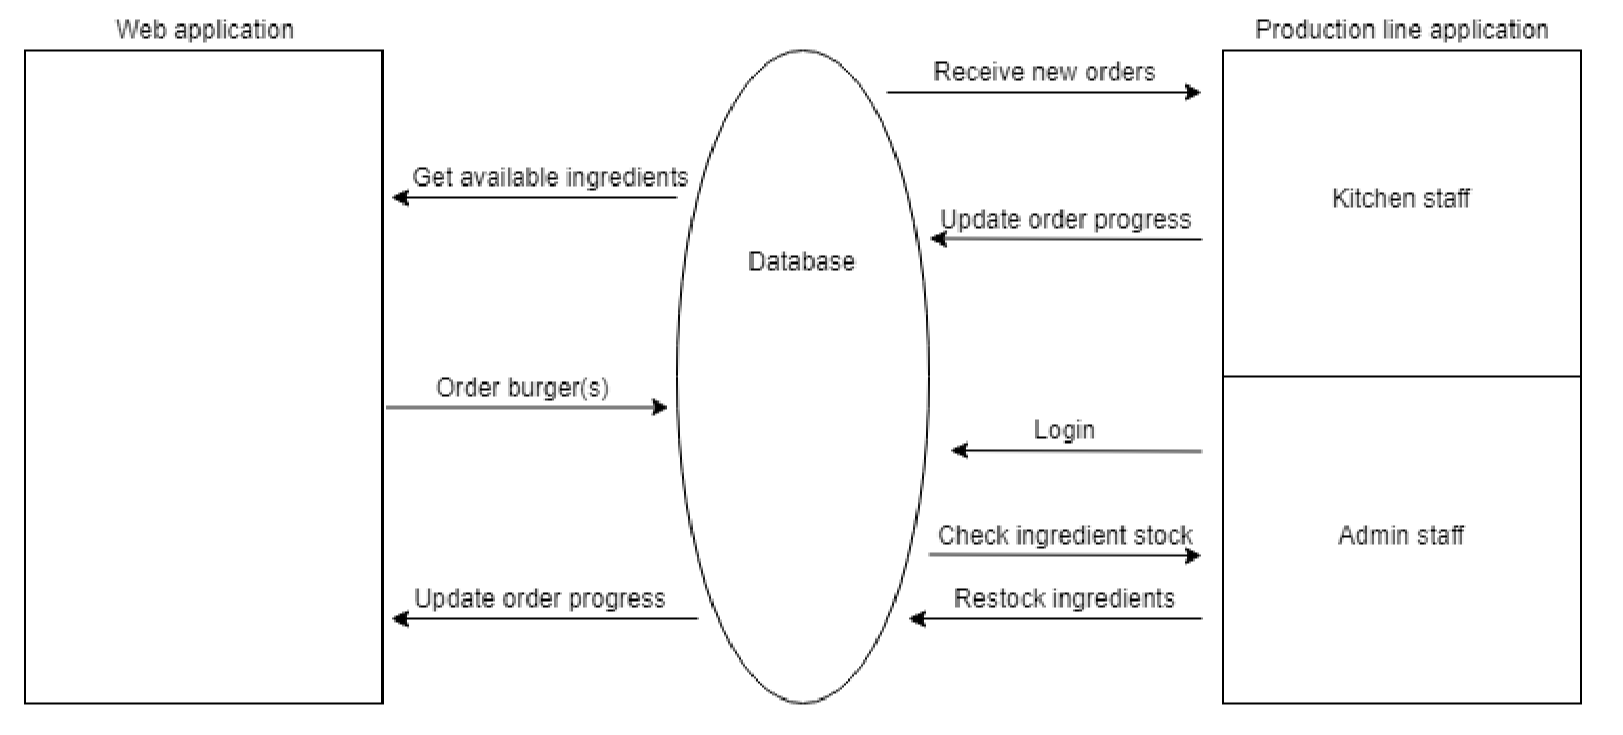 Web application
Production line application
Receive new orders
Get available ingredients
Kitchen staff
Update order progress
Database
Order burger(s)
Login
Check ingredient stock
Admin staff
Update order progress
Restock ingredients